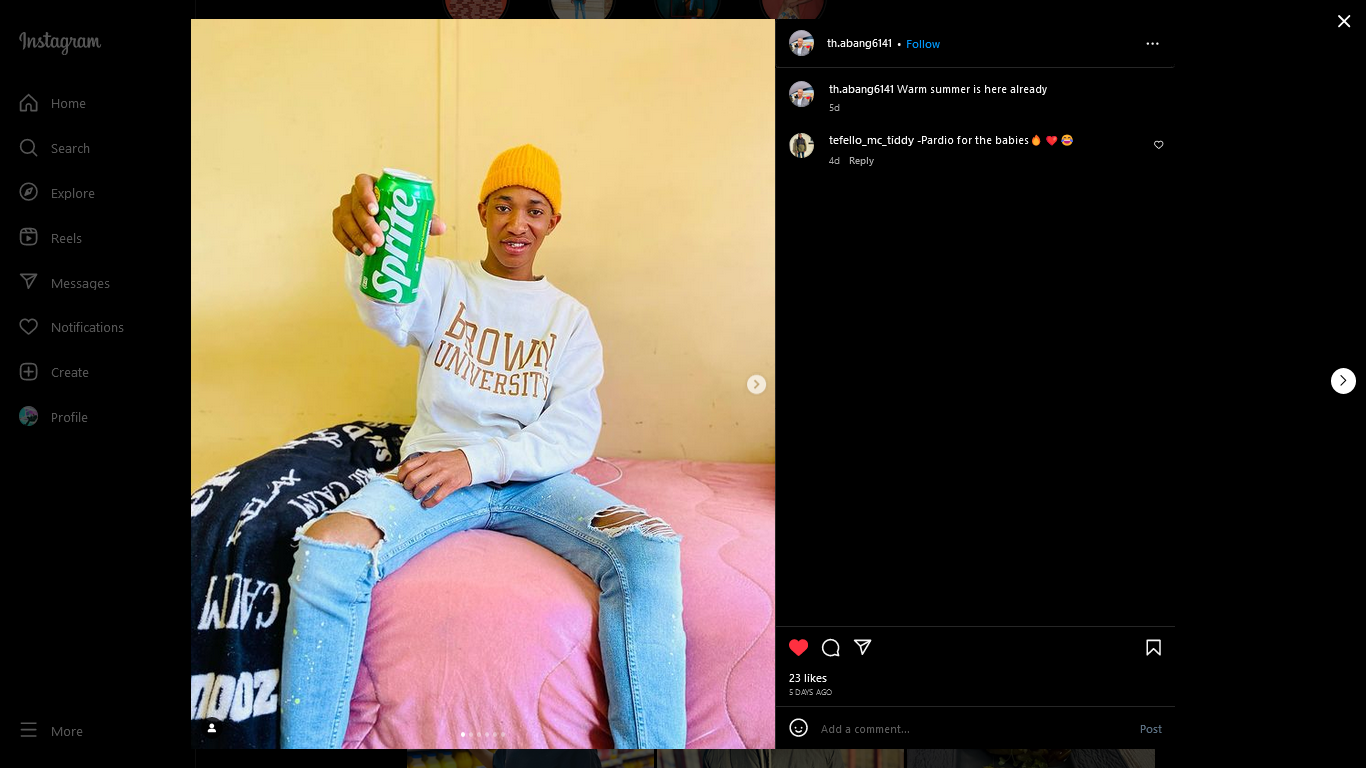 Instagram
Home
Search
Explore
Reels
Messages
Notifications
Create
Profile
More
Sprite
BROWN
UNIVERSITY
CALM
th.abang6141 • Follow
th.abang6141 Warm summer is here already
5d
tefello_mc_tiddy -Pardio for the babies🔥 ❤️ 😂
4d Reply
23 likes
5 DAYS AGO
Add a comment...
Post